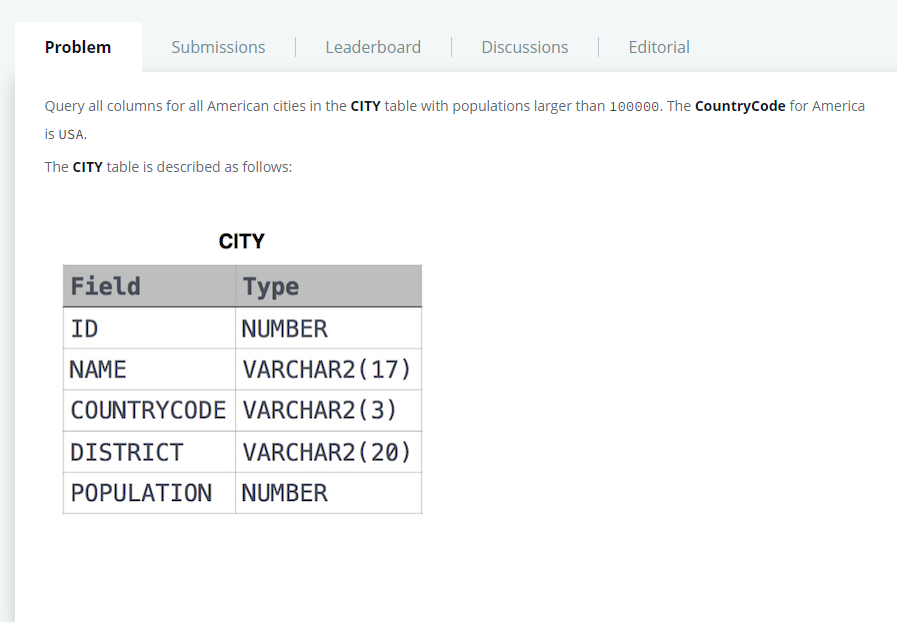 Problem Submissions Leaderboard Discussions Editorial
Query all columns for all American cities in the CITY table with populations larger than 100000. The CountryCode for America
is USA.
The CITY table is described as follows:
CITY
Field Type
ID NUMBER
NAME VARCHAR2(17)
COUNTRYCODE VARCHAR2(3)
DISTRICT VARCHAR2(20)
POPULATION NUMBER